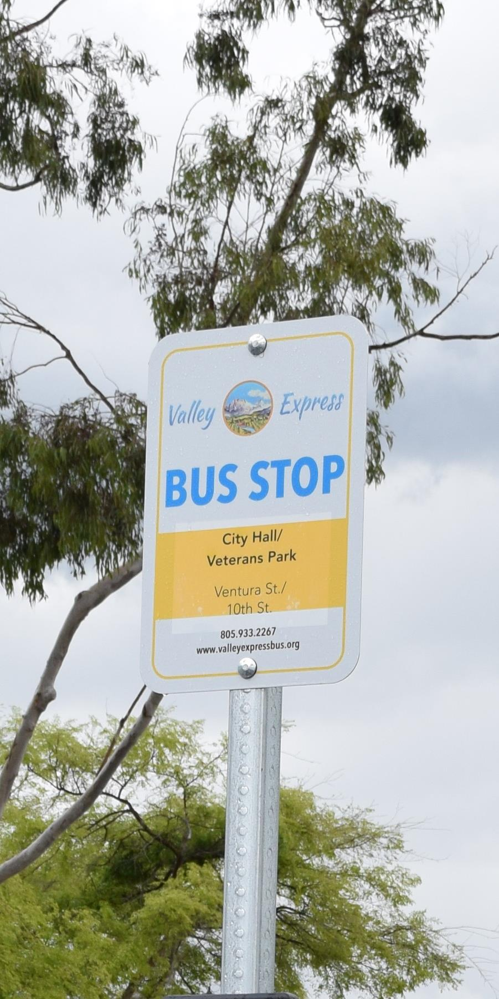 Valley Express
BUS STOP
City Hall/
Veterans Park
Ventura St./
10th St.
805.933.2267
www.valleyexpressbus.org